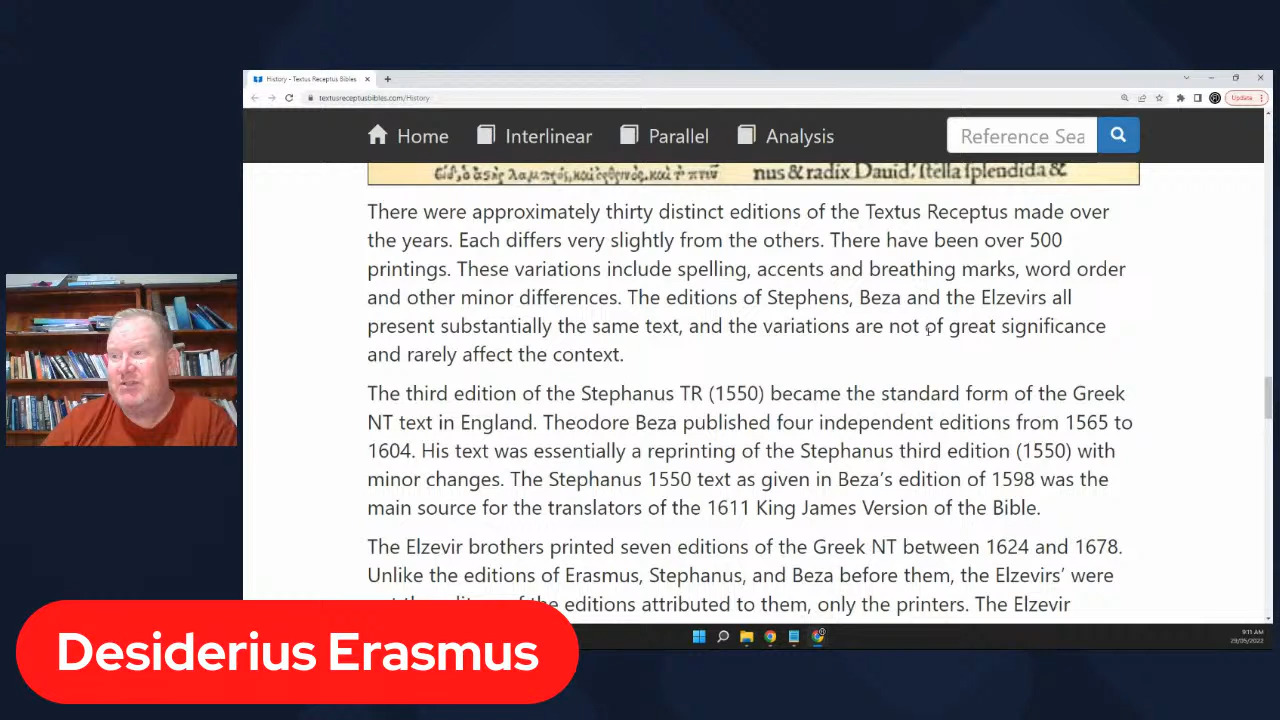 History - Textus Receptus Bibles
textusreceptusbibles.com/History
Update
Home
Interlinear
Parallel
Analysis
Reference Sea
nus & radix Dauid, ſtella ſplendida &
There were approximately thirty distinct editions of the Textus Receptus made over
the years. Each differs very slightly from the others. There have been over 500
printings. These variations include spelling, accents and breathing marks, word order
and other minor differences. The editions of Stephens, Beza and the Elzevirs all
present substantially the same text, and the variations are not of great significance
and rarely affect the context.
The third edition of the Stephanus TR (1550) became the standard form of the Greek
NT text in England. Theodore Beza published four independent editions from 1565 to
1604. His text was essentially a reprinting of the Stephanus third edition (1550) with
minor changes. The Stephanus 1550 text as given in Beza’s edition of 1598 was the
main source for the translators of the 1611 King James Version of the Bible.
The Elzevir brothers printed seven editions of the Greek NT between 1624 and 1678.
Unlike the editions of Erasmus, Stephanus, and Beza before them, the Elzevirs’ were
the editions attributed to them, only the printers. The Elzevir
9:11 AM
29/05/2022
Desiderius Erasmus